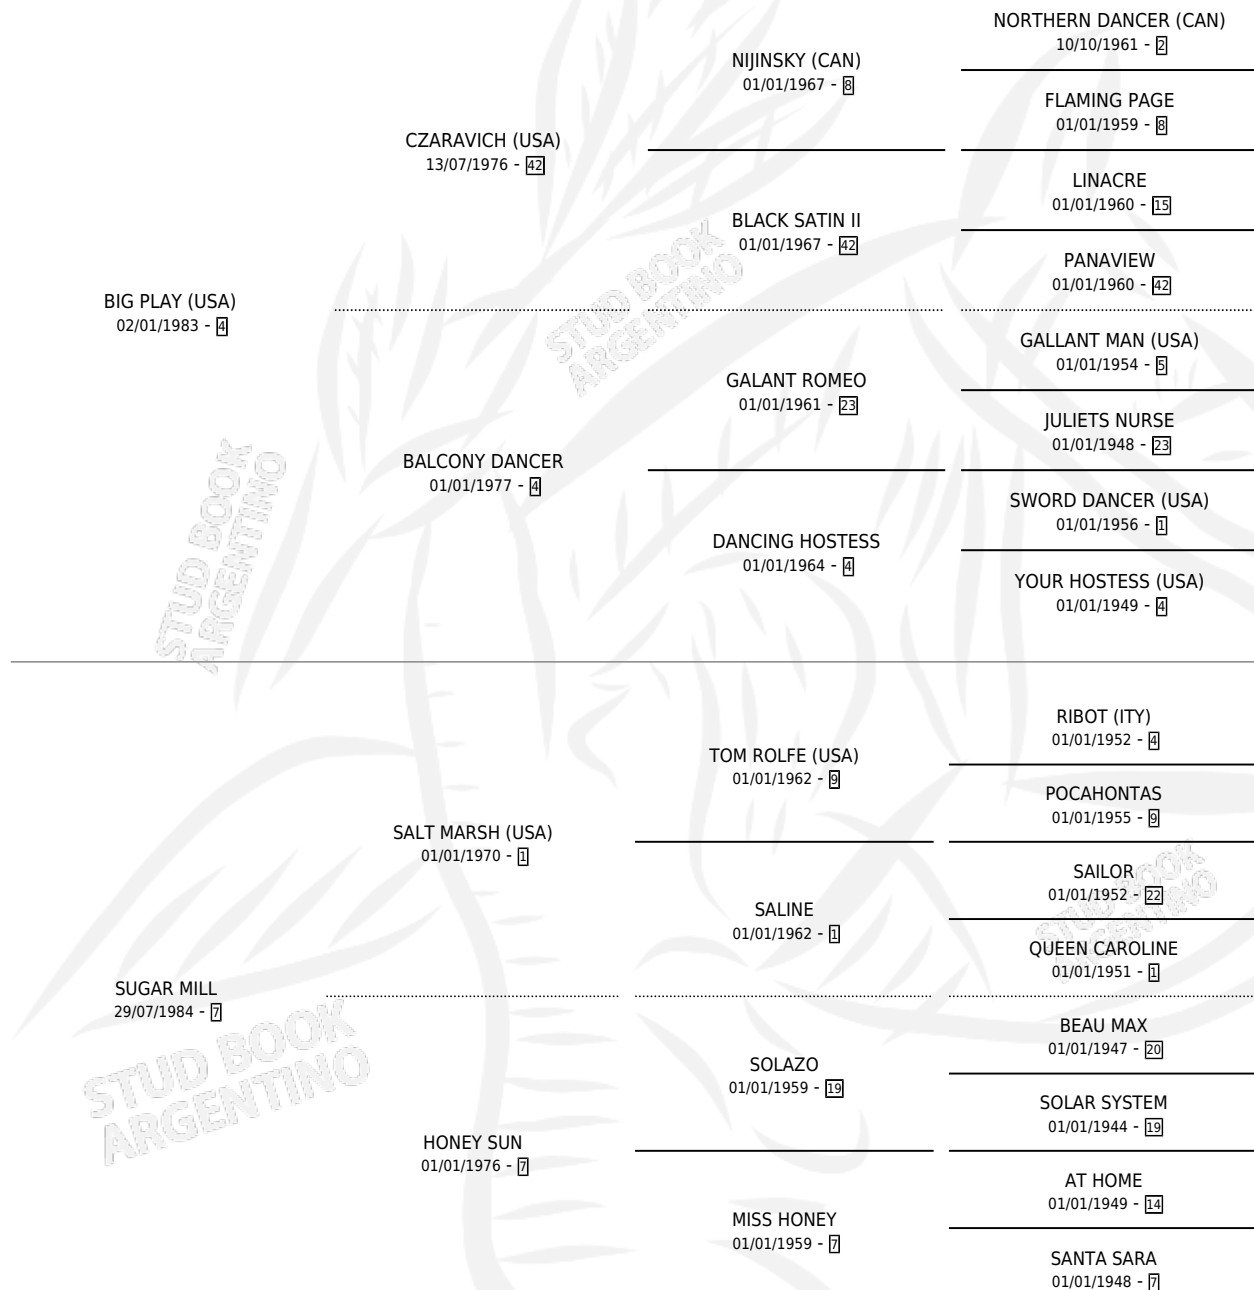 NORTHERN DANCER (CAN)
10/10/1961 - 2
NIJINSKY (CAN)
01/01/1967 - 8
FLAMING PAGE
01/01/1959 - 8
CZARAVICH (USA)
13/07/1976 - 42
LINACRE
01/01/1960 - 15
BLACK SATIN II
01/01/1967 - 42
PANAVIEW
01/01/1960 - 42
BIG PLAY (USA)
02/01/1983 - 4
STUD BOOK
ARGENTINO
GALLANT MAN (USA)
01/01/1954 - 5
GALANT ROMEO
01/01/1961 - 23
JULIETS NURSE
01/01/1948 - 23
BALCONY DANCER
01/01/1977 - 4
SWORD DANCER (USA)
01/01/1956 - 1
DANCING HOSTESS
01/01/1964 - 4
YOUR HOSTESS (USA)
01/01/1949 - 4
STUD BOOK
ARGENTINO
RIBOT (ITY)
01/01/1952 - 4
TOM ROLFE (USA)
01/01/1962 - 9
POCAHONTAS
01/01/1955 - 9
SALT MARSH (USA)
01/01/1970 - 1
SAILOR
01/01/1952 - 22
SALINE
01/01/1962 - 1
STUD BOOK
ARGENTINO
QUEEN CAROLINE
01/01/1951 - 1
SUGAR MILL
29/07/1984 - 7
BEAU MAX
01/01/1947 - 20
SOLAZO
01/01/1959 - 19
STUD BOOK
ARGENTINO
SOLAR SYSTEM
01/01/1944 - 19
HONEY SUN
01/01/1976 - 7
AT HOME
01/01/1949 - 14
MISS HONEY
01/01/1959 - 7
SANTA SARA
01/01/1948 - 7